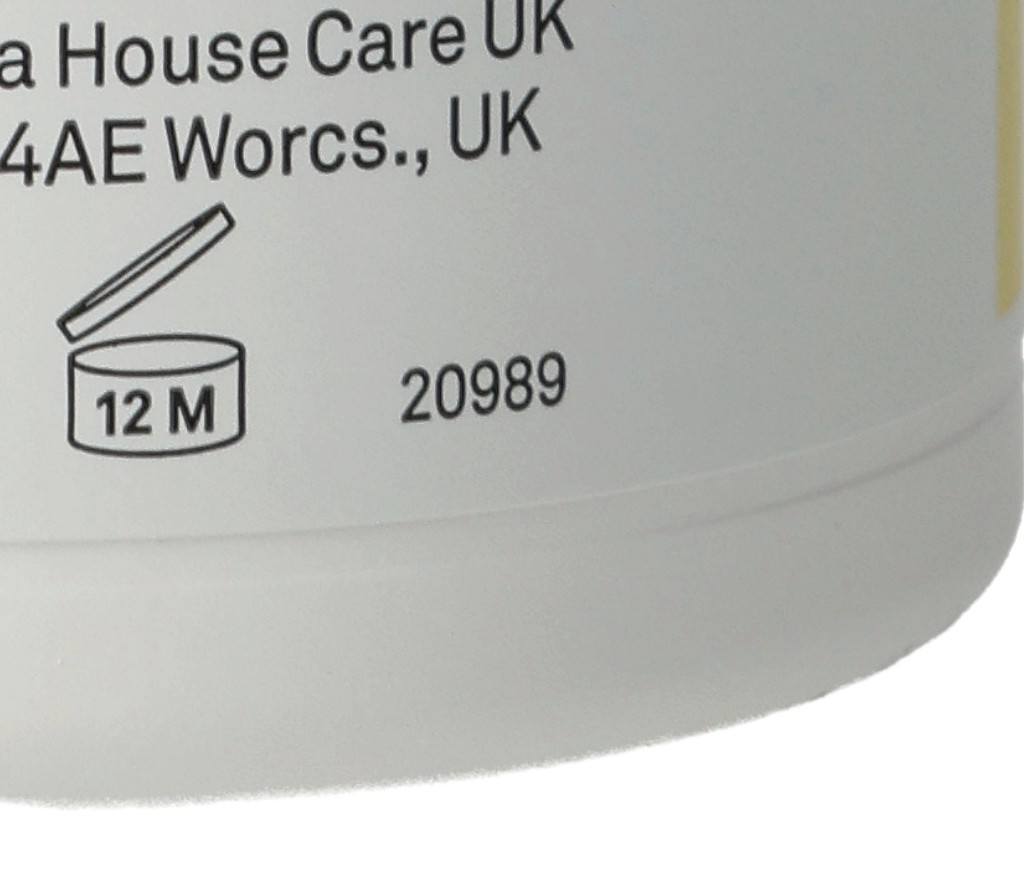 a House Care UK
4AE Worcs., UK
12 M
20989